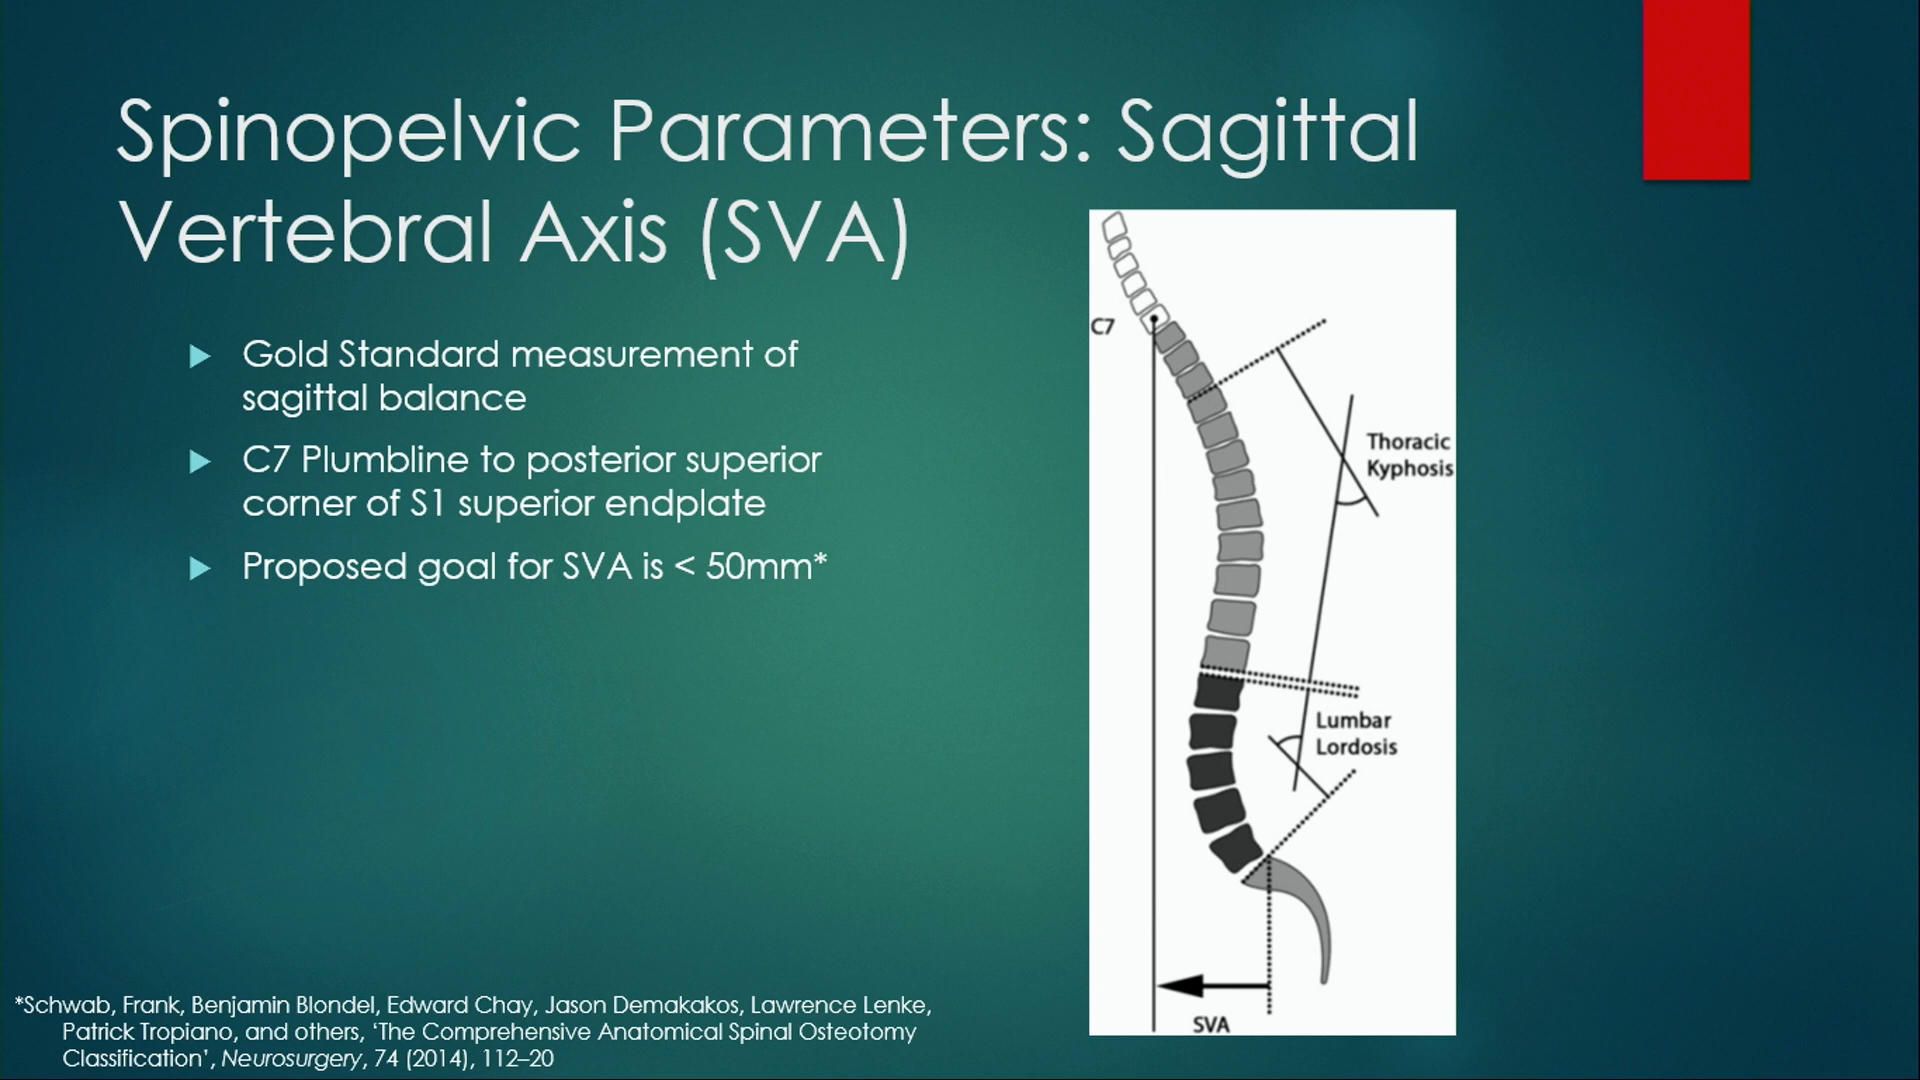 Spinopelvic Parameters: Sagittal
Vertebral Axis (SVA)
Gold Standard measurement of
sagittal balance
C7 Plumbline to posterior superior
corner of S1 superior endplate
Proposed goal for SVA is < 50mm*
C7
Thoracic
Kyphosis
Lumbar
Lordosis
SVA
*Schwab, Frank, Benjamin Blondel, Edward Chay, Jason Demakakos, Lawrence Lenke,
Patrick Tropiano, and others, ‘The Comprehensive Anatomical Spinal Osteotomy
Classification’, Neurosurgery, 74 (2014), 112–20